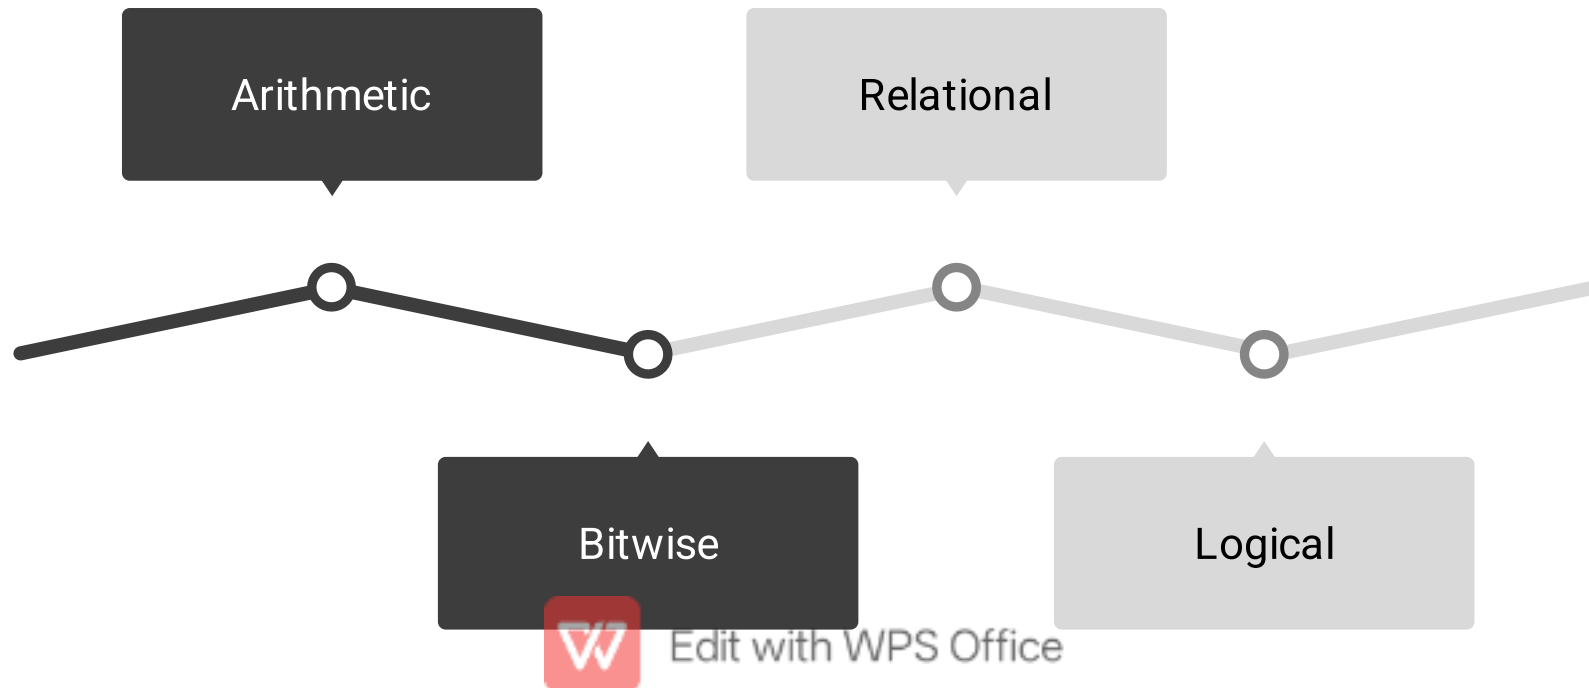 Arithmetic
Relational
Bitwise
Logical
Edit with WPS Office